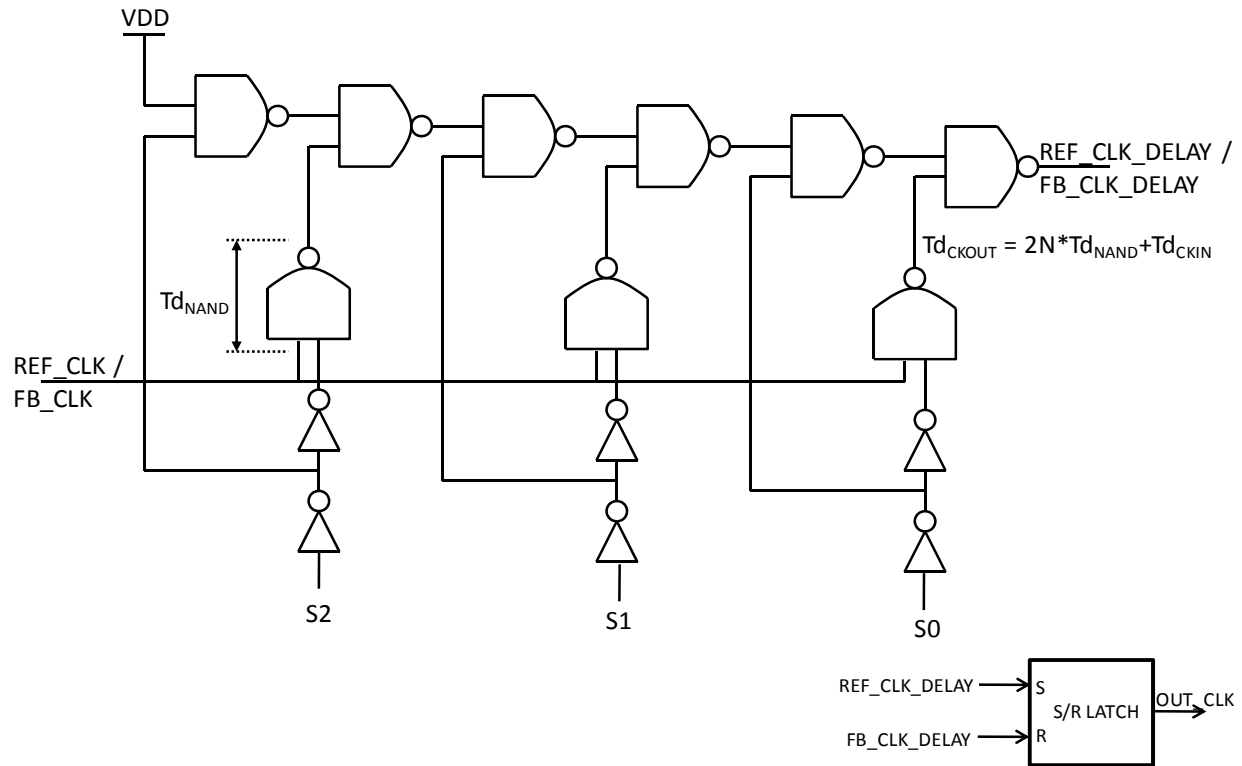 VDD
REF_CLK_DELAY /
FB_CLK_DELAY
Td_CKOUT = 2N*Td_NAND+Td_CKIN
Td_NAND
REF_CLK /
FB_CLK
S2
S1
S0
REF_CLK_DELAY
S
S/R LATCH
OUT_CLK
FB_CLK_DELAY
R